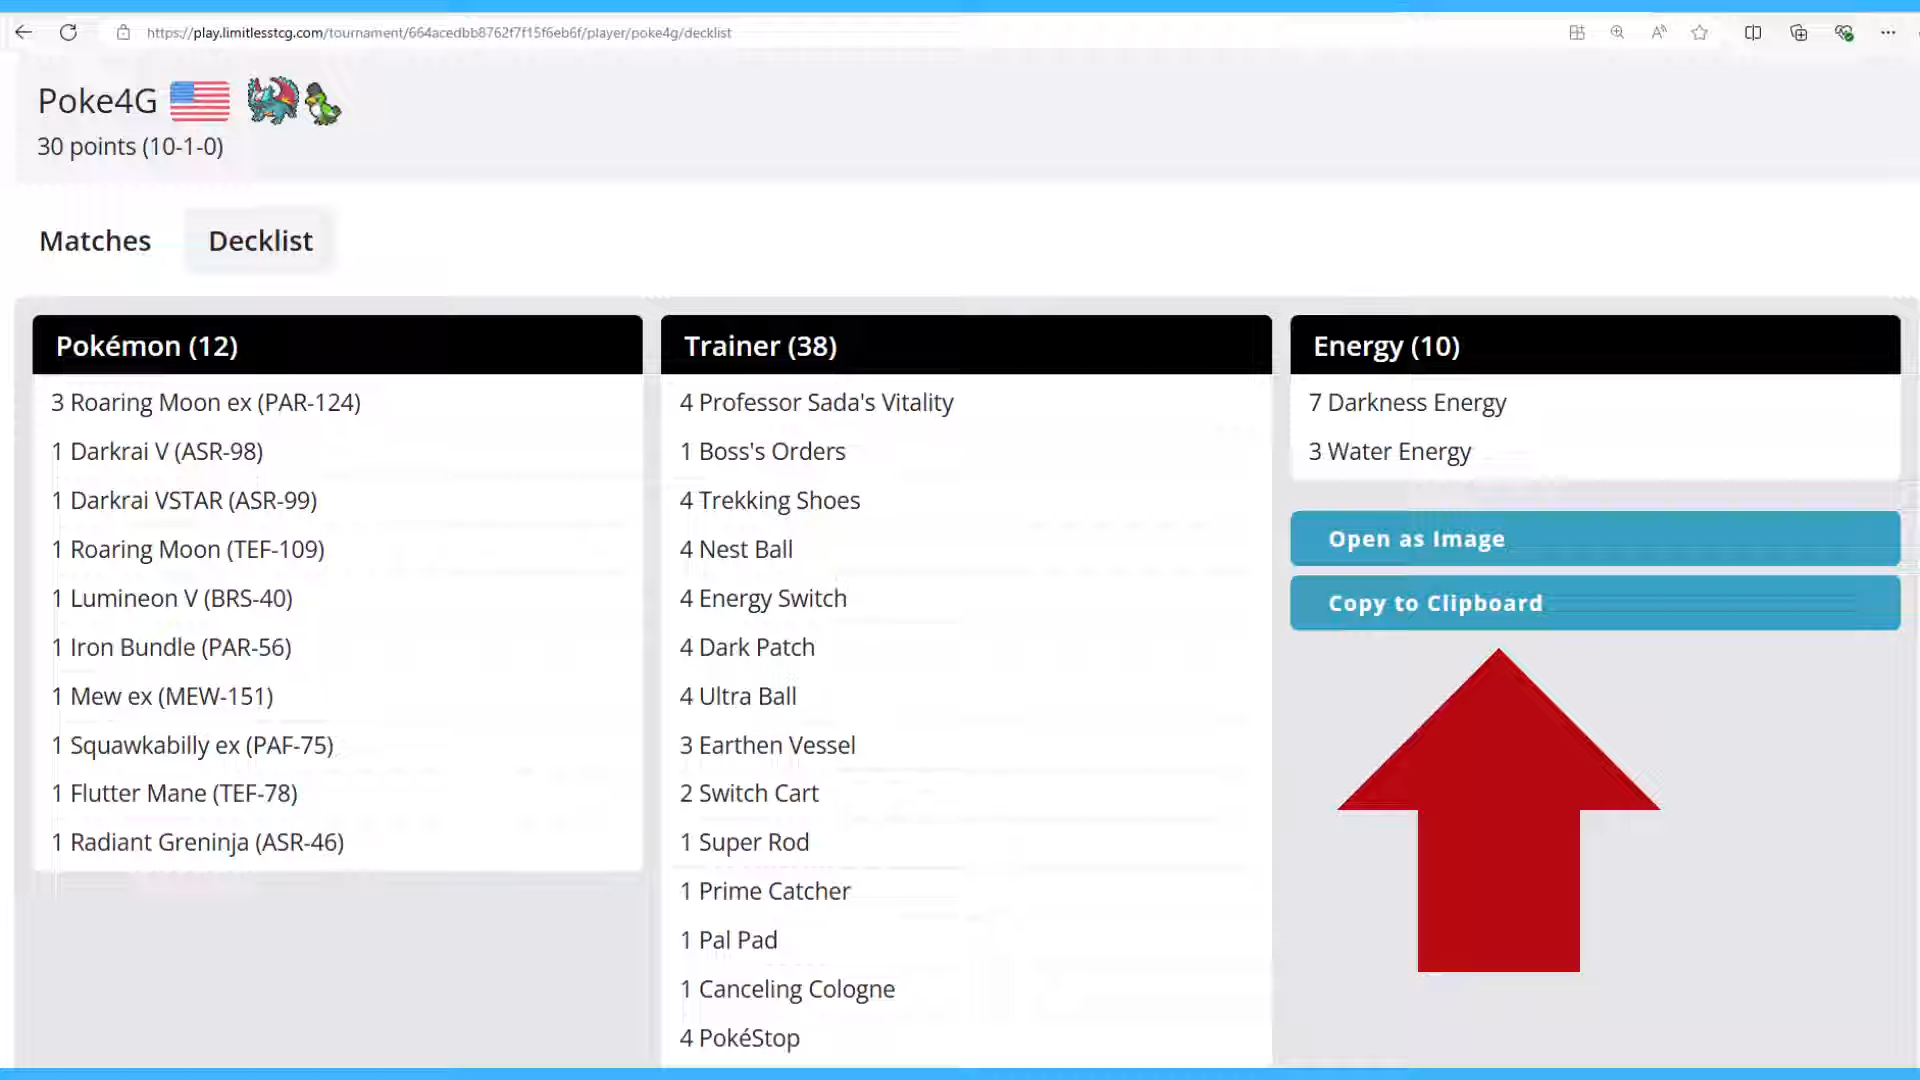 https://play.limitlesstcg.com/tournament/664acedbb8762f7f15f6eb6f/player/poke4g/decklist
Poke4G
30 points (10-1-0)
Matches
Decklist
Pokémon (12)
3 Roaring Moon ex (PAR-124)
1 Darkrai V (ASR-98)
1 Darkrai VSTAR (ASR-99)
1 Roaring Moon (TEF-109)
1 Lumineon V (BRS-40)
1 Iron Bundle (PAR-56)
1 Mew ex (MEW-151)
1 Squawkabilly ex (PAF-75)
1 Flutter Mane (TEF-78)
1 Radiant Greninja (ASR-46)
Trainer (38)
4 Professor Sada's Vitality
1 Boss's Orders
4 Trekking Shoes
4 Nest Ball
4 Energy Switch
4 Dark Patch
4 Ultra Ball
3 Earthen Vessel
2 Switch Cart
1 Super Rod
1 Prime Catcher
1 Pal Pad
1 Canceling Cologne
4 PokéStop
Energy (10)
7 Darkness Energy
3 Water Energy
Open as Image
Copy to Clipboard